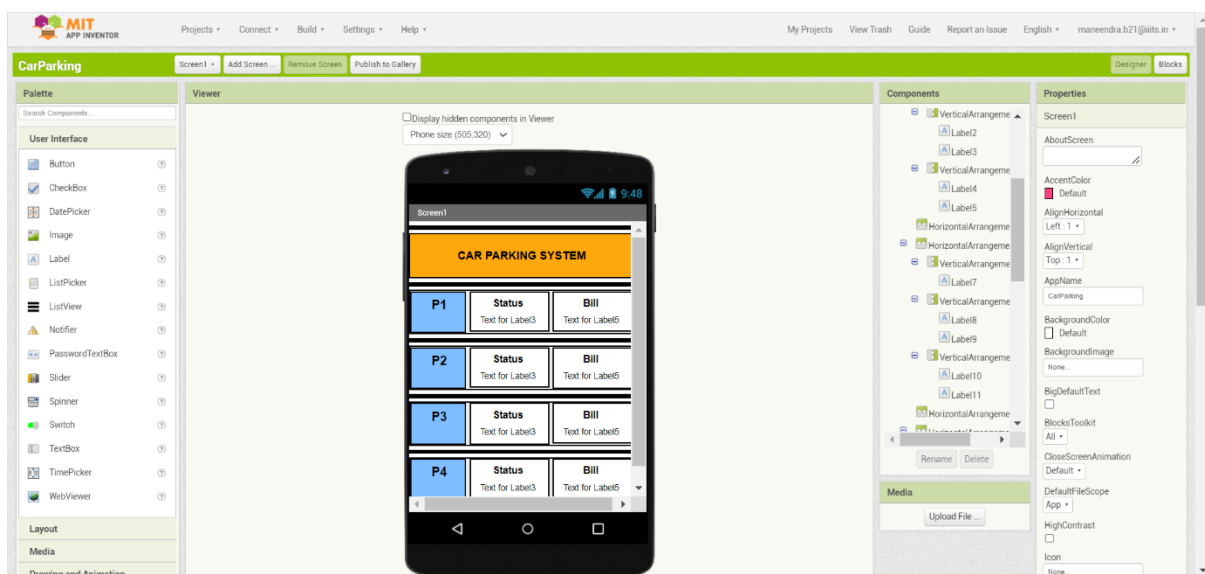 MIT
APP INVENTOR
Projects Connect Build Settings Help
My Projects View Trash Guide Report an Issue English maneendra.b21@iiits.in
CarParking
Screen1 Add Screen ... Remove Screen Publish to Gallery
Designer Blocks
Palette
Search Components...
User Interface
Button
CheckBox
DatePicker
Image
Label
ListPicker
ListView
Notifier
PasswordTextBox
Slider
Spinner
Switch
TextBox
TimePicker
WebViewer
Layout
Media
Drawing and Animation
Viewer
Display hidden components in Viewer
Phone size (505,320)
9:48
Screen1
CAR PARKING SYSTEM
P1 Status Bill
Text for Label3 Text for Label5
P2 Status Bill
Text for Label3 Text for Label5
P3 Status Bill
Text for Label3 Text for Label5
P4 Status Bill
Text for Label3 Text for Label5
Components
VerticalArrangeme
Label2
Label3
VerticalArrangeme
Label4
Label5
HorizontalArrangeme
HorizontalArrangeme
VerticalArrangeme
Label7
VerticalArrangeme
Label8
Label9
VerticalArrangeme
Label10
Label11
HorizontalArrangeme
Rename Delete
Media
Upload File ...
Properties
Screen1
AboutScreen
AccentColor
Default
AlignHorizontal
Left : 1
AlignVertical
Top : 1
AppName
CarParking
BackgroundColor
Default
BackgroundImage
None...
BigDefaultText
BlocksToolkit
All
CloseScreenAnimation
Default
DefaultFileScope
App
HighContrast
Icon
None...